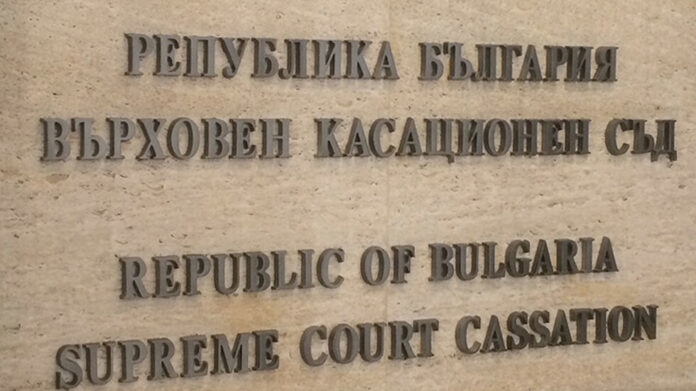 РЕПУБЛИКА БЪЛГАРИЯ
ВЪРХОВЕН КАСАЦИОНЕН СЪД
REPUBLIC OF BULGARIA
SUPREME COURT CASSATION